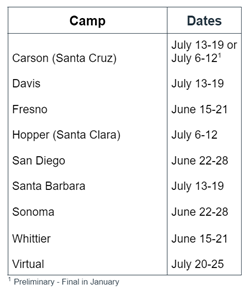 Camp Dates
Carson (Santa Cruz) July 13-19 or
July 6-12¹
Davis July 13-19
Fresno June 15-21
Hopper (Santa Clara) July 6-12
San Diego June 22-28
Santa Barbara July 13-19
Sonoma June 22-28
Whittier June 15-21
Virtual July 20-25
¹ Preliminary - Final in January